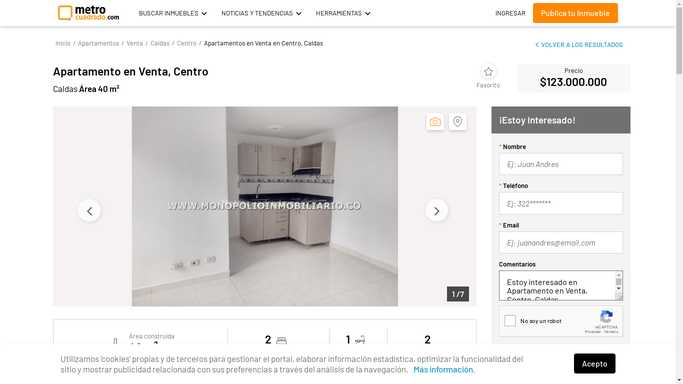 metro
cuadrado.com
BUSCAR INMUEBLES
NOTICIAS Y TENDENCIAS
HERRAMIENTAS
INGRESAR
Publica tu inmueble
Inicio / Apartamentos / Venta / Caldas / Centro / Apartamentos en Venta en Centro, Caldas
VOLVER A LOS RESULTADOS
Apartamento en Venta, Centro
Caldas Área 40 m²
Favorito
Precio
$123.000.000
WWW.MONOPOLIOINMOBILIARIO.CO
1 / 7
¡Estoy interesado!
* Nombre
Ej: Juan Andres
* Teléfono
Ej: 322*******
* Email
Ej: juanandres@email.com
Comentarios
Estoy interesado en
Apartamento en Venta,
Centro, Caldas
No soy un robot
reCAPTCHA
Privacidad - Términos
Área construida
2
1
2
Utilizamos 'cookies' propias y de terceros para gestionar el portal, elaborar información estadística, optimizar la funcionalidad del
sitio y mostrar publicidad relacionada con sus preferencias a través del análisis de la navegación. Más información.
Acepto